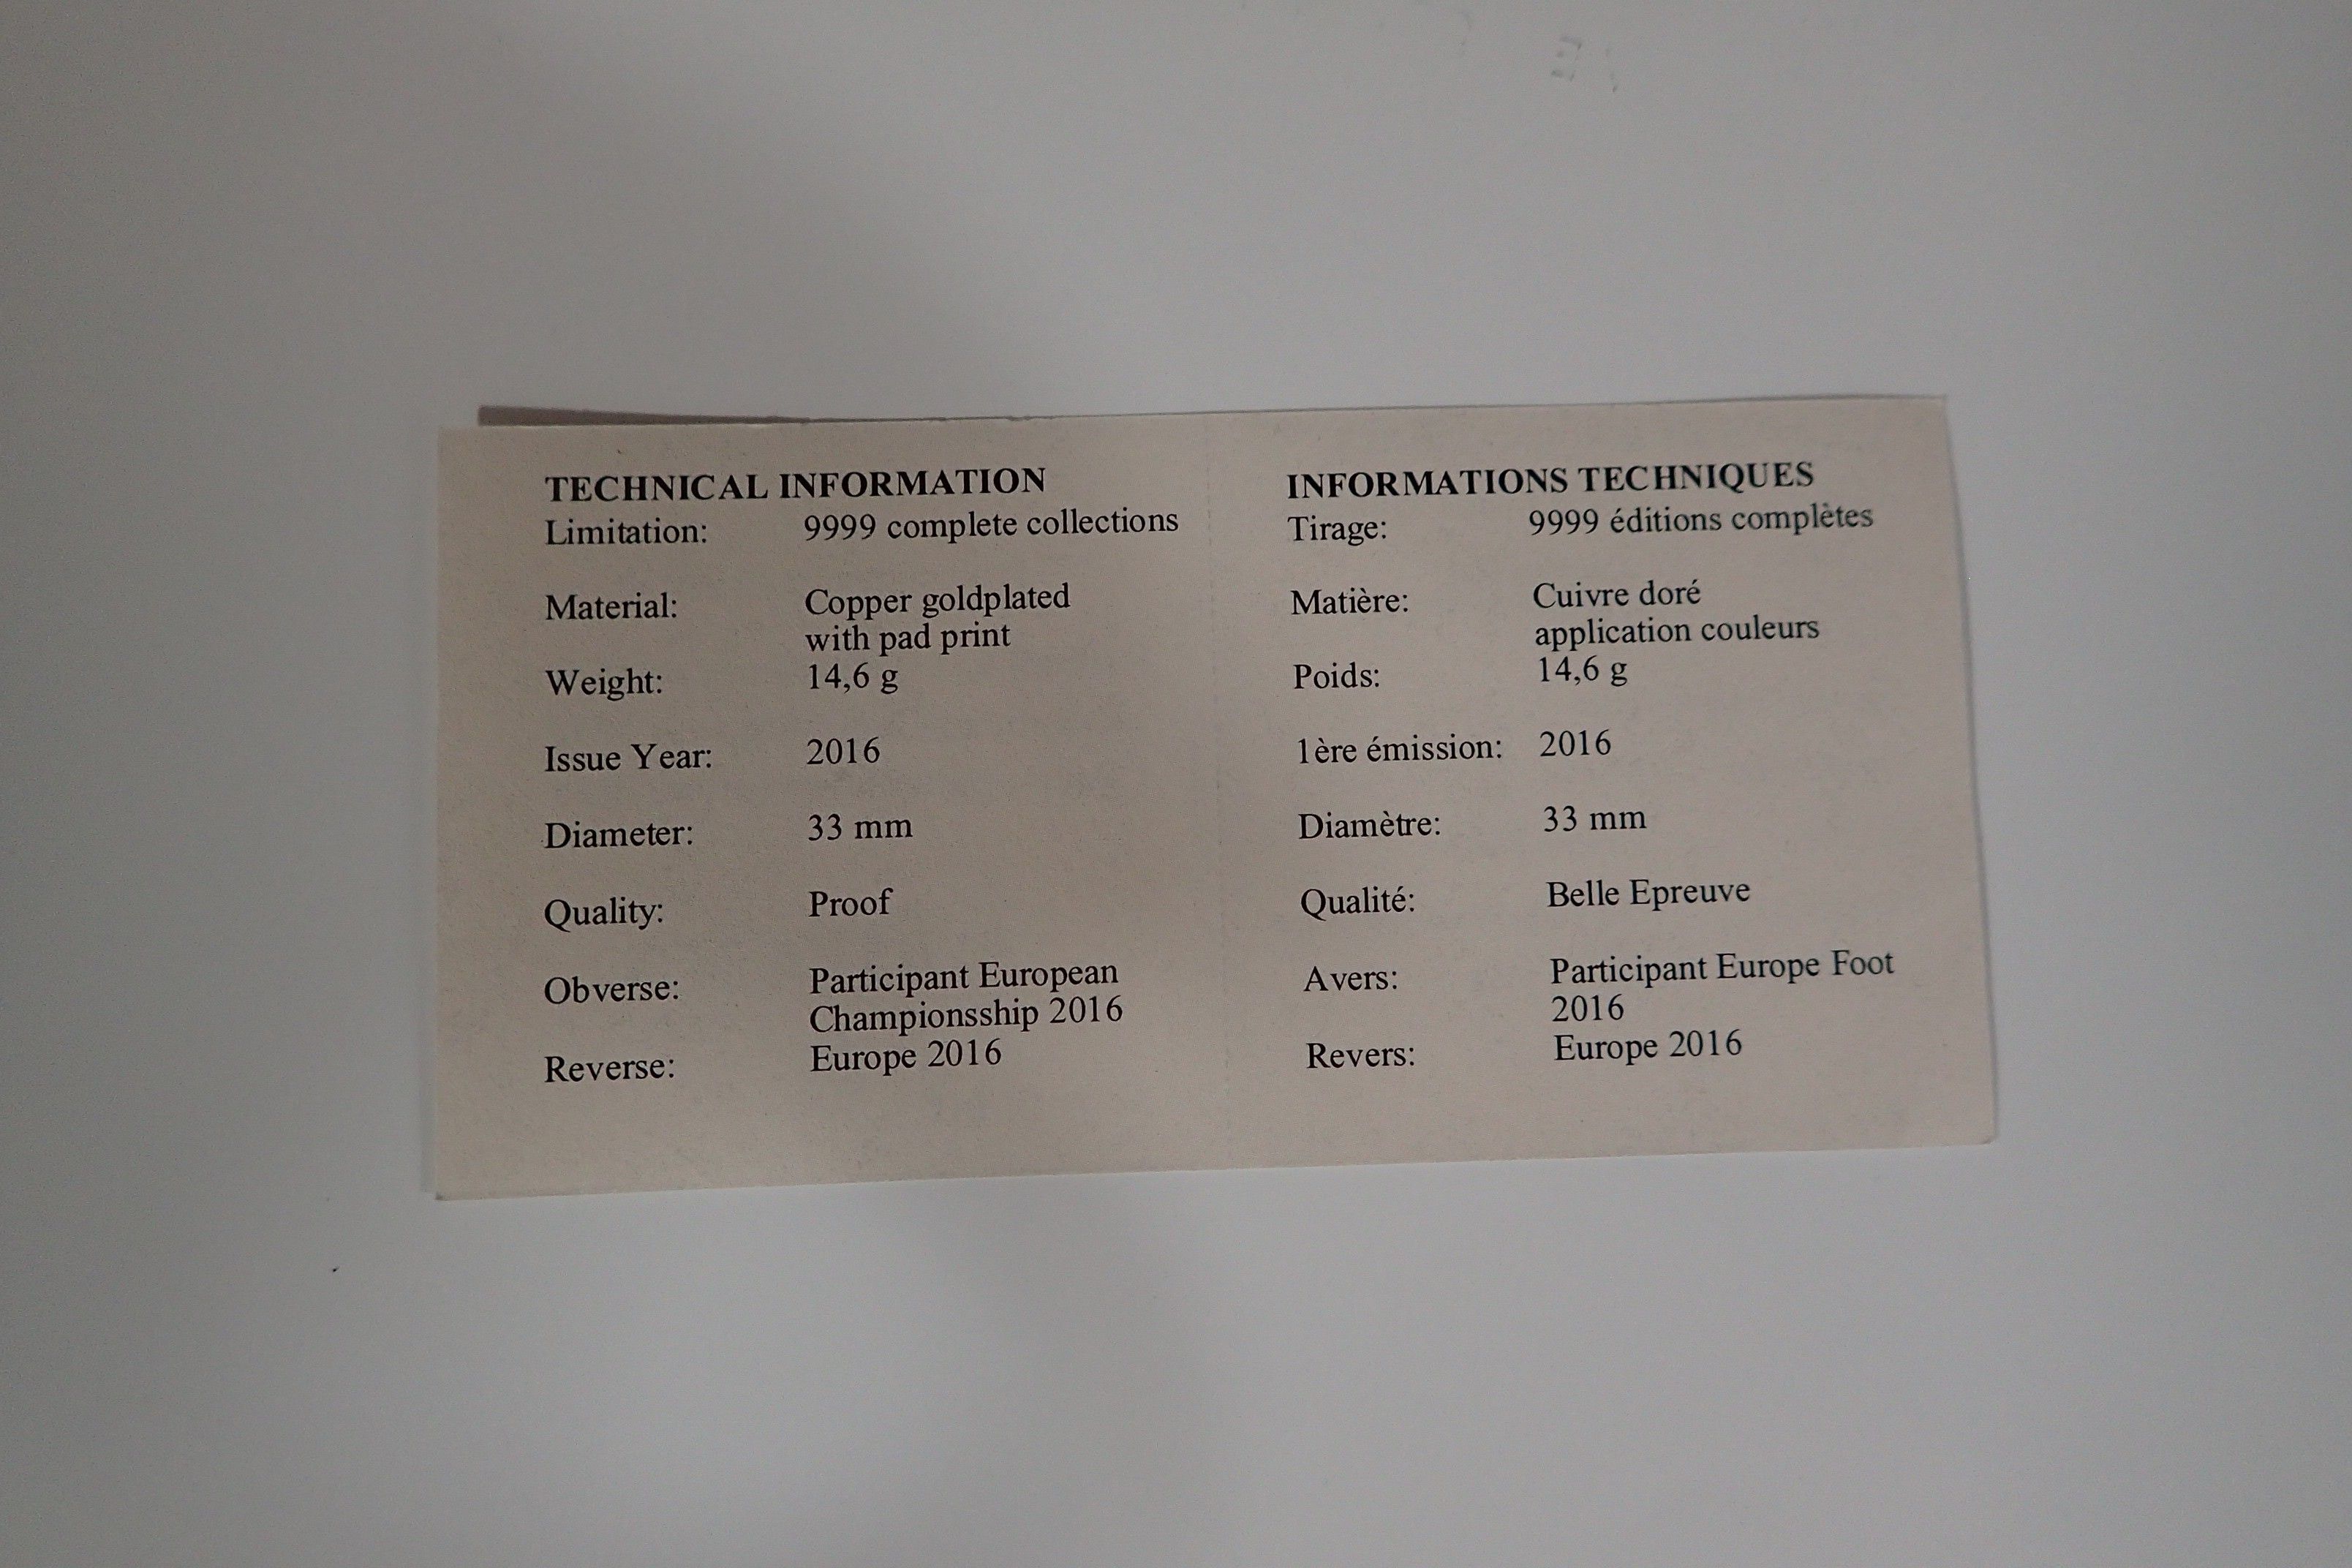 TECHNICAL INFORMATION
Limitation: 9999 complete collections
Material: Copper goldplated
with pad print
Weight: 14,6 g
Issue Year: 2016
Diameter: 33 mm
Quality: Proof
Obverse: Participant European
Championsship 2016
Reverse: Europe 2016
INFORMATIONS TECHNIQUES
Tirage: 9999 éditions complètes
Matière: Cuivre doré
application couleurs
Poids: 14,6 g
1ère émission: 2016
Diamètre: 33 mm
Qualité: Belle Epreuve
Avers: Participant Europe Foot
2016
Revers: Europe 2016